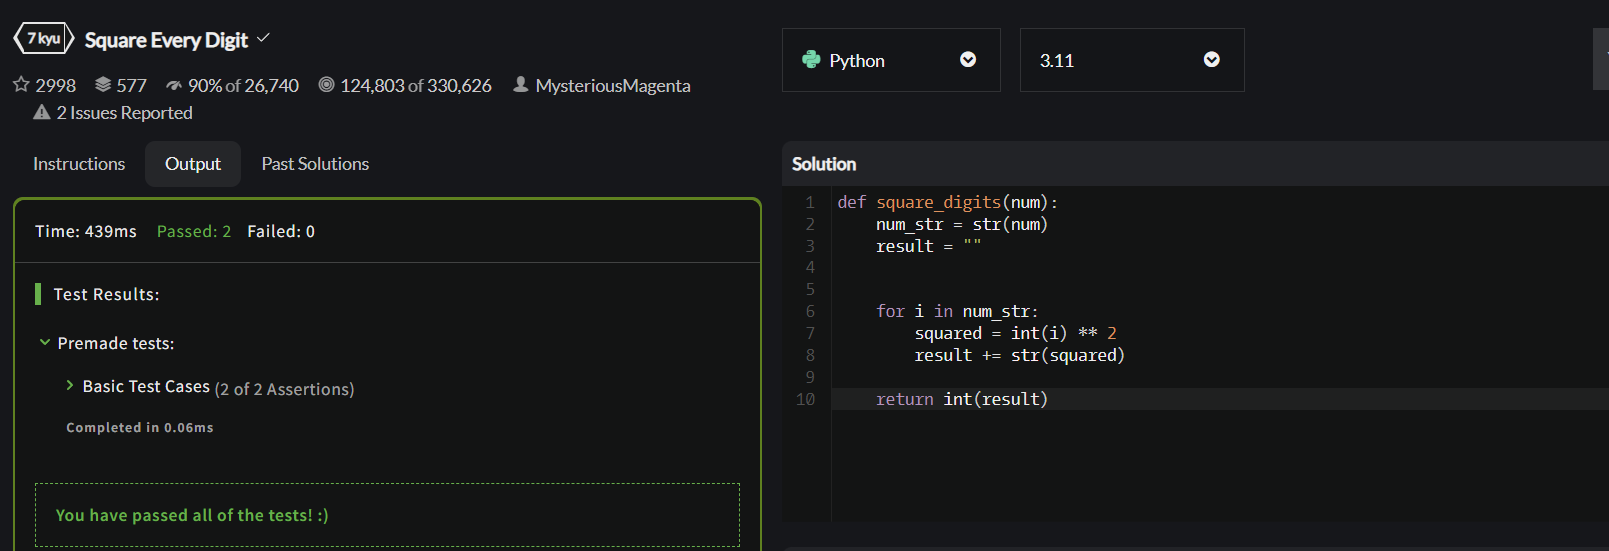 7 kyu Square Every Digit
2998 577 90% of 26,740 124,803 of 330,626 MysteriousMagenta
2 Issues Reported
Instructions Output Past Solutions
Time: 439ms Passed: 2 Failed: 0
Test Results:
Premade tests:
Basic Test Cases (2 of 2 Assertions)
Completed in 0.06ms
You have passed all of the tests! :)
Python 3.11
Solution
1 def square_digits(num):
2     num_str = str(num)
3     result = ""
4
5
6     for i in num_str:
7         squared = int(i) ** 2
8         result += str(squared)
9
10     return int(result)